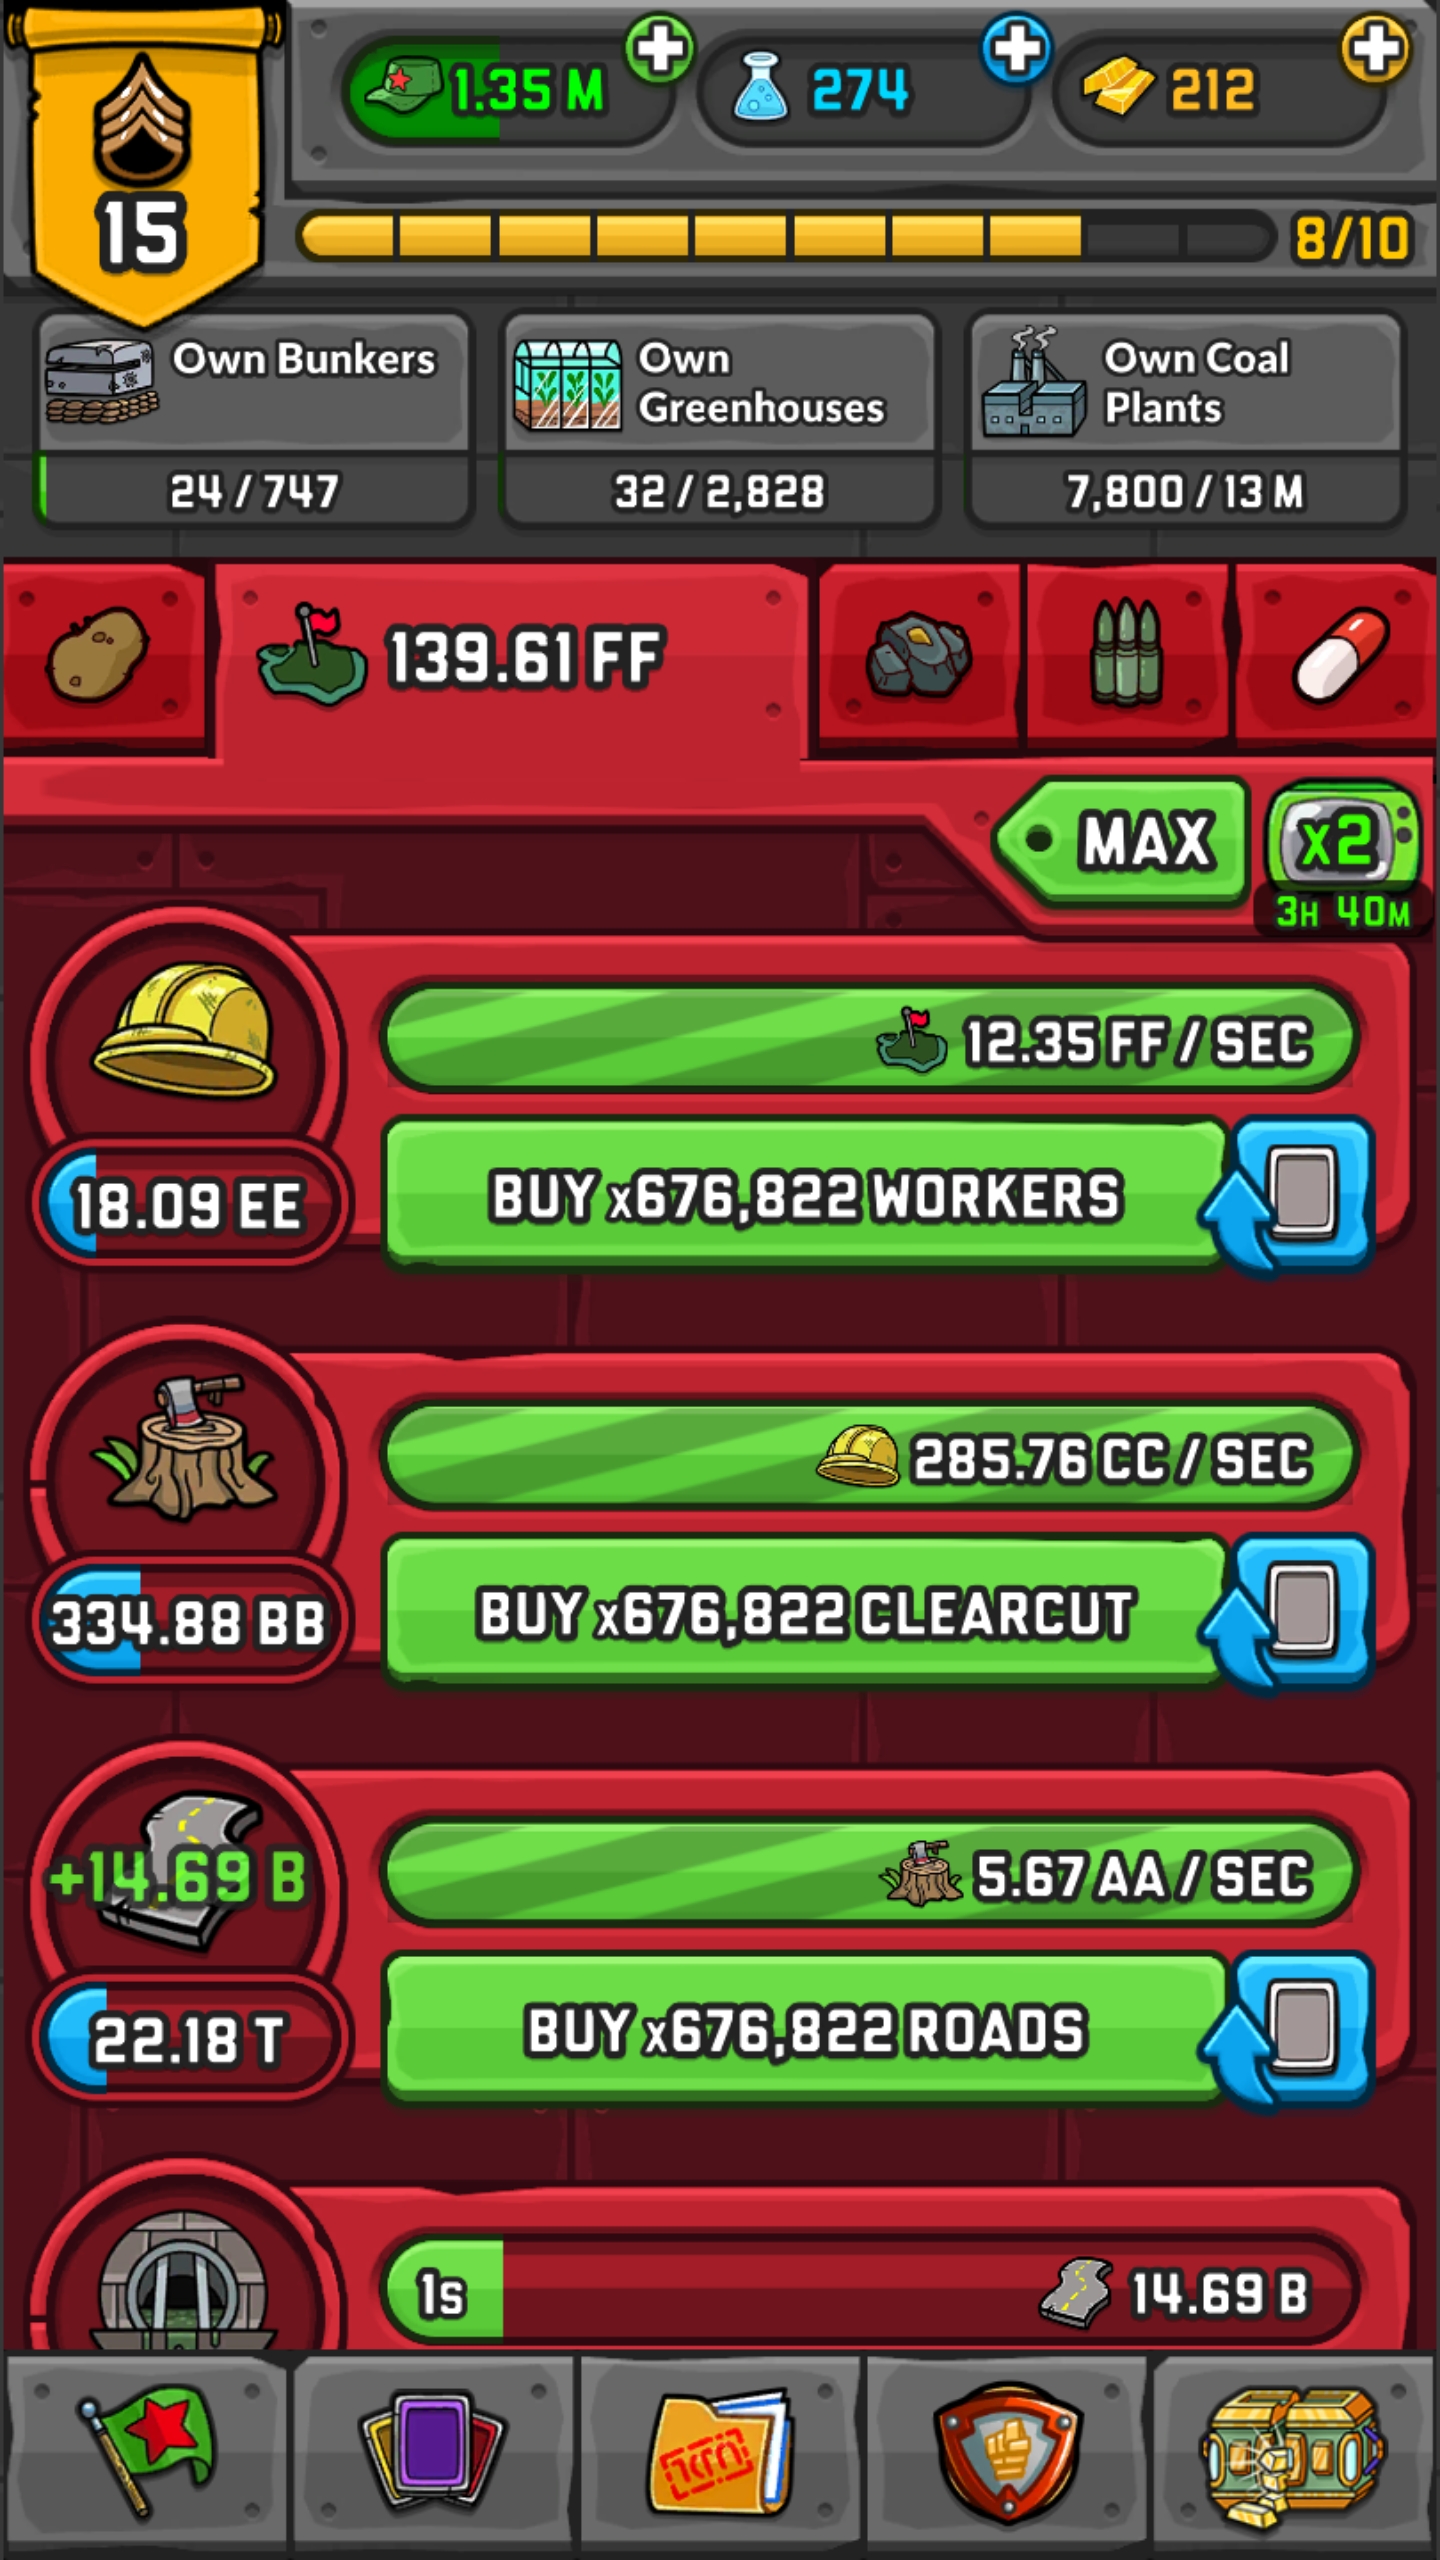 15
1.35 M
274
212
8/10
Own Bunkers
24 / 747
Own
Greenhouses
32 / 2,828
Own Coal
Plants
7,800 / 13 M
139.61 FF
MAX
x2
3H 40M
12.35 FF / SEC
18.09 EE
BUY x676,822 WORKERS
285.76 CC / SEC
334.88 BB
BUY x676,822 CLEARCUT
+14.69 B
5.67 AA / SEC
22.18 T
BUY x676,822 ROADS
1s
14.69 B